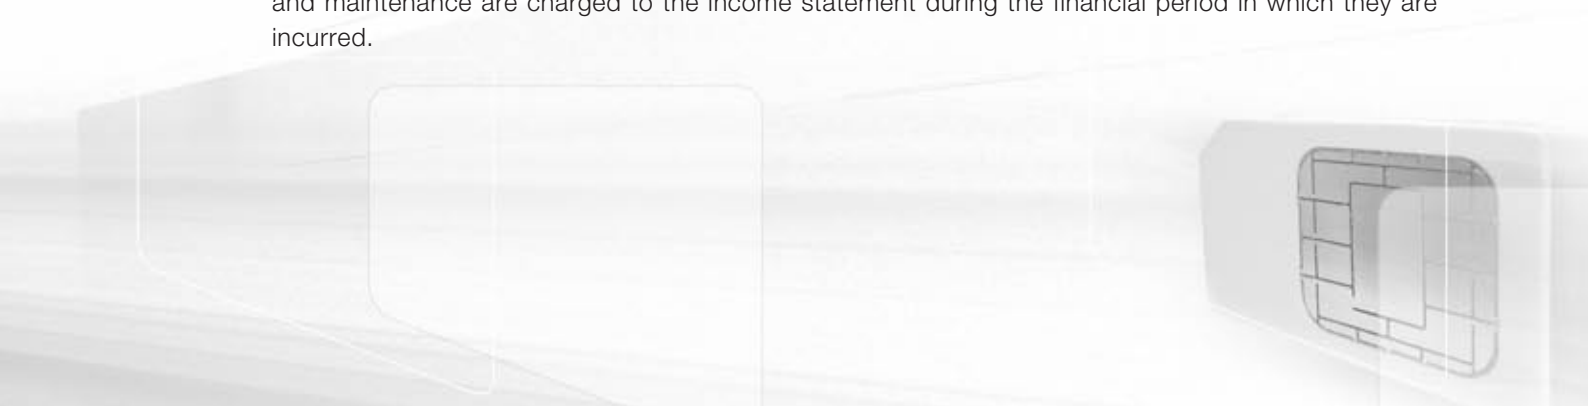 and maintenance are charged to the income statement during the financial period in which they are
incurred.